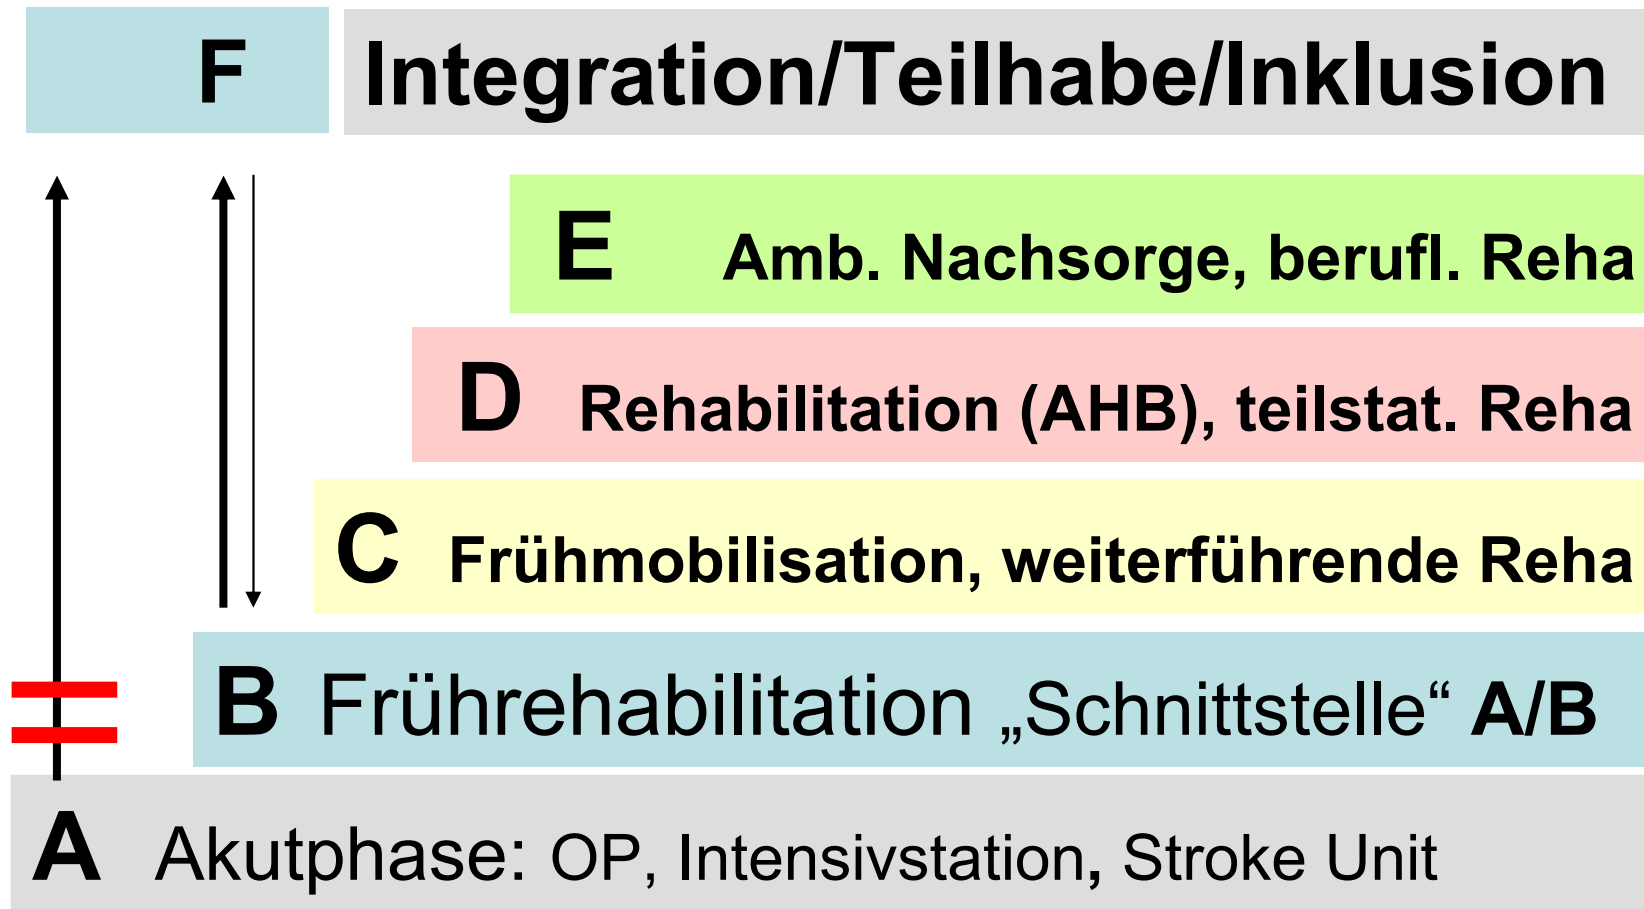 F Integration/Teilhabe/Inklusion
E Amb. Nachsorge, berufl. Reha
D Rehabilitation (AHB), teilstat. Reha
C Frühmobilisation, weiterführende Reha
B Frührehabilitation „Schnittstelle“ A/B
A Akutphase: OP, Intensivstation, Stroke Unit